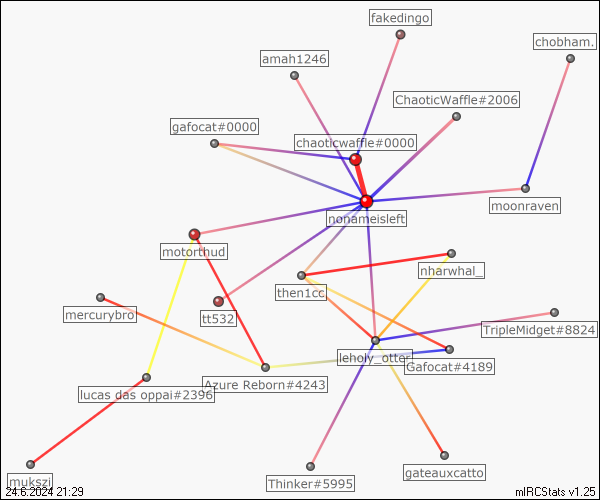 fakedingo
chobham.
amah1246
ChaoticWaffle#2006
gafocat#0000
chaoticwaffle#0000
moonraven
nonameisleft
motorthud
nharwhal_
then1cc
mercurybro
tt532
TripleMidget#8824
leholy_otter
Gafocat#4189
Azure Reborn#4243
lucas das oppai#2396
gateauxcatto
mukszi
Thinker#5995
24.6.2024 21:29
mIRCStats v1.25